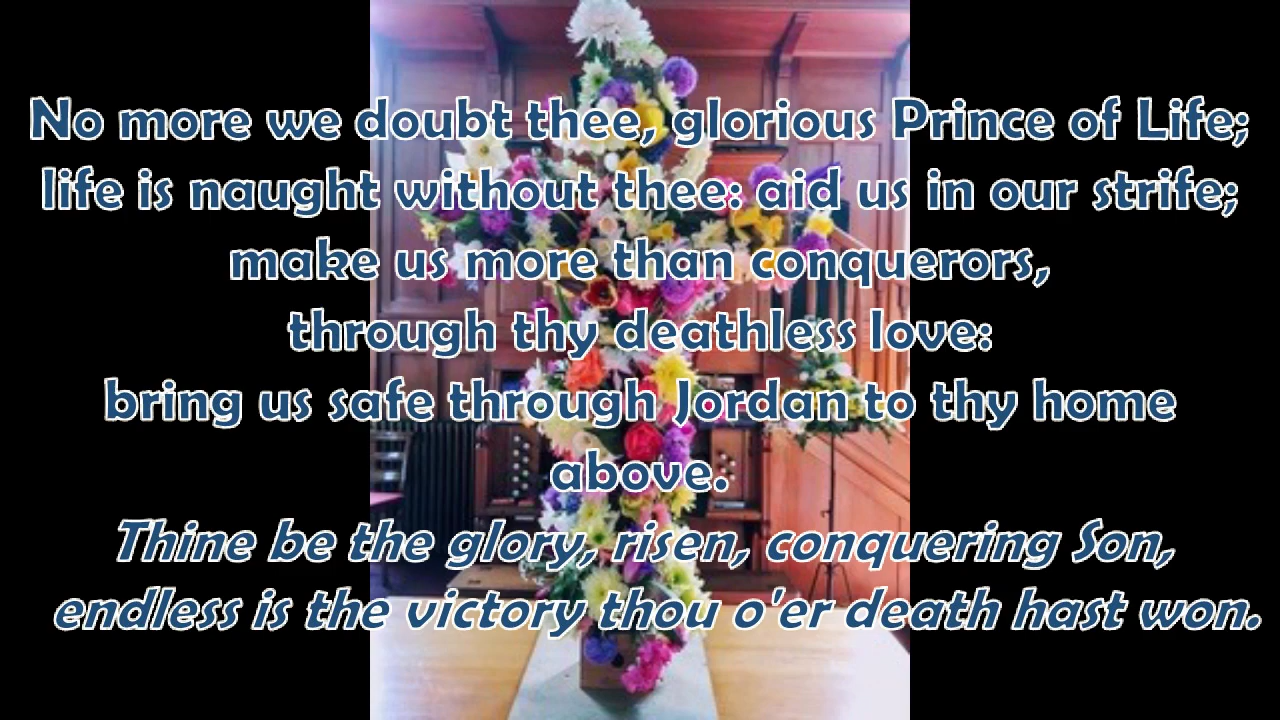 No more we doubt thee, glorious Prince of Life;
life is naught without thee: aid us in our strife;
make us more than conquerors,
through thy deathless love:
bring us safe through Jordan to thy home
above.
Thine be the glory, risen, conquering Son,
endless is the victory thou o'er death hast won.